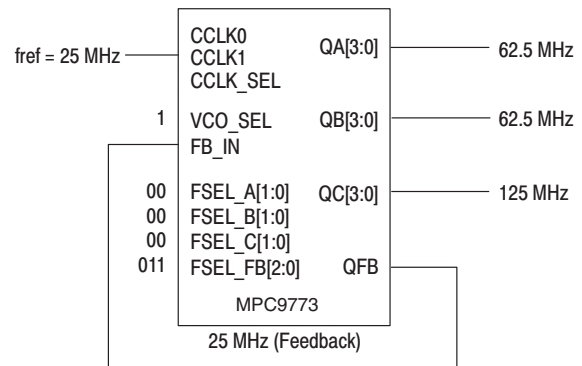 fref = 25 MHz
CCLK0
CCLK1
CCLK_SEL
QA[3:0]
62.5 MHz
1
VCO_SEL
QB[3:0]
62.5 MHz
FB_IN
00
FSEL_A[1:0]
QC[3:0]
125 MHz
00
FSEL_B[1:0]
00
FSEL_C[1:0]
011
FSEL_FB[2:0]
QFB
MPC9773
25 MHz (Feedback)